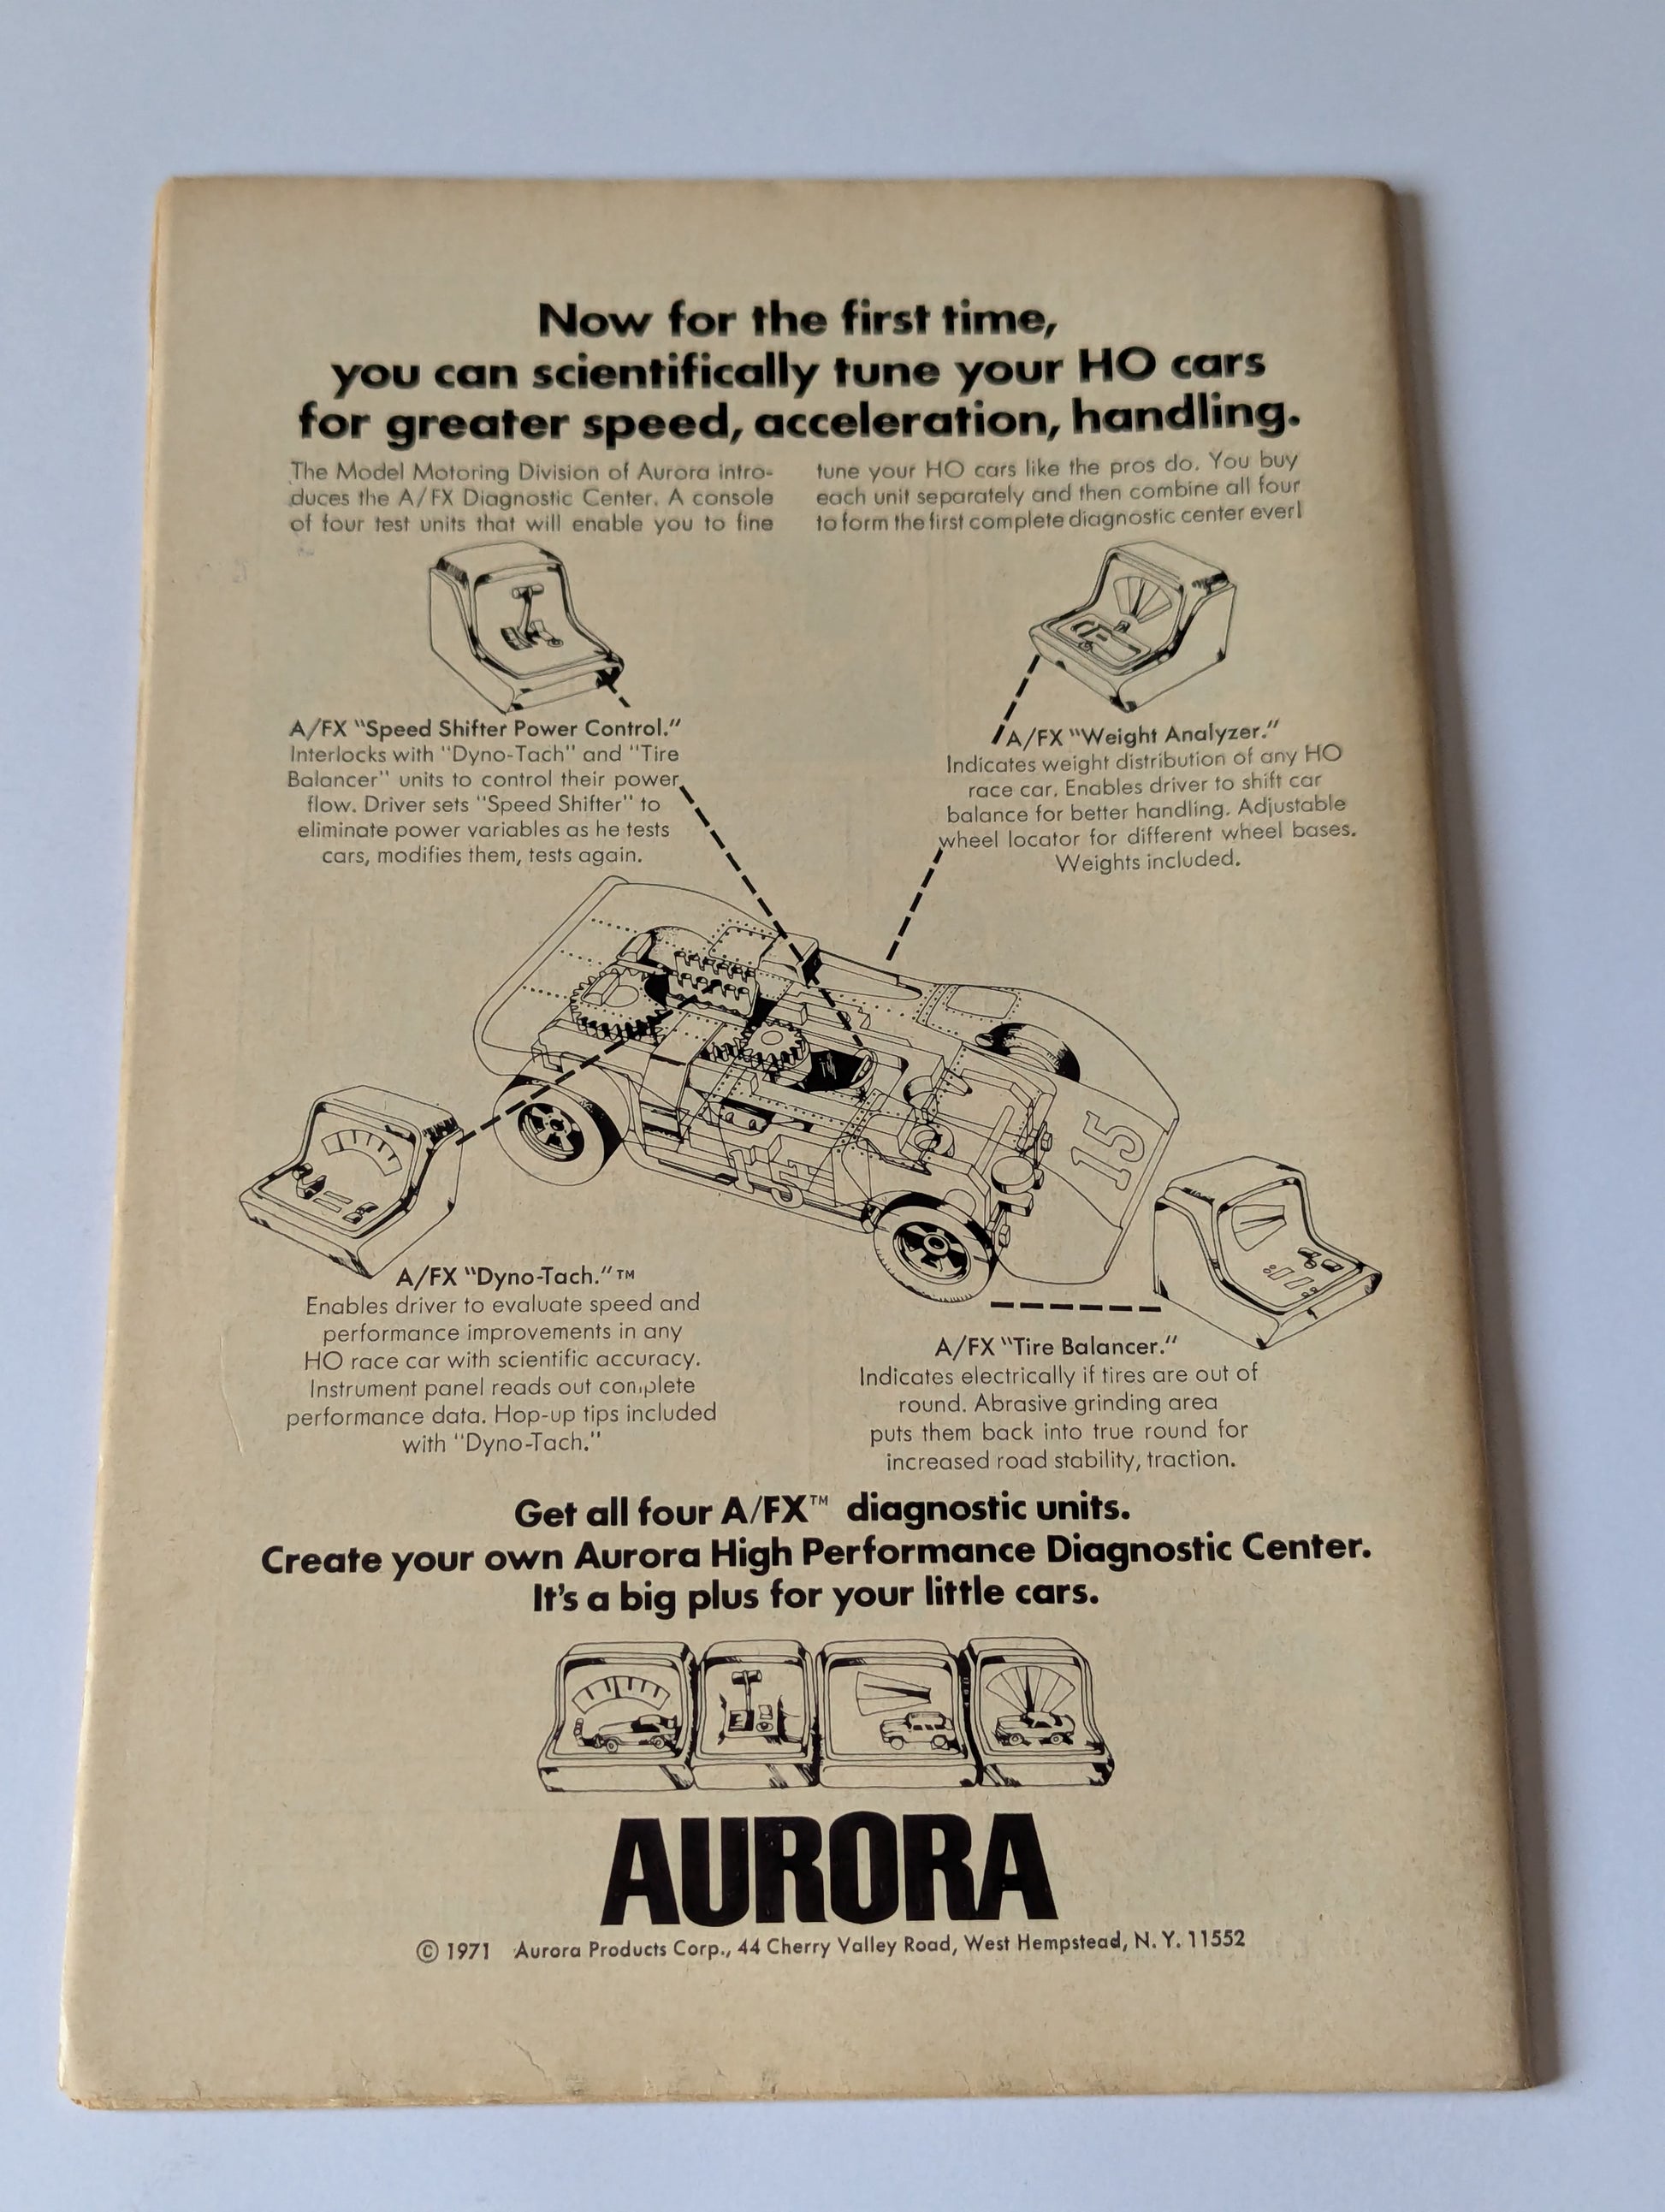 Now for the first time,
you can scientifically tune your HO cars
for greater speed, acceleration, handling.
The Model Motoring Division of Aurora intro-
duces the A/FX Diagnostic Center. A console
of four test units that will enable you to fine
tune your HO cars like the pros do. You buy
each unit separately and then combine all four
to form the first complete diagnostic center ever!
A/FX "Speed Shifter Power Control."
Interlocks with "Dyno-Tach" and "Tire
Balancer" units to control their power
flow. Driver sets "Speed Shifter" to
eliminate power variables as he tests
cars, modifies them, tests again.
A/FX "Weight Analyzer."
Indicates weight distribution of any HO
race car. Enables driver to shift car
balance for better handling. Adjustable
wheel locator for different wheel bases.
Weights included.
15
15
A/FX "Dyno-Tach."™
Enables driver to evaluate speed and
performance improvements in any
HO race car with scientific accuracy.
Instrument panel reads out complete
performance data. Hop-up tips included
with "Dyno-Tach."
A/FX "Tire Balancer."
Indicates electrically if tires are out of
round. Abrasive grinding area
puts them back into true round for
increased road stability, traction.
Get all four A/FX™ diagnostic units.
Create your own Aurora High Performance Diagnostic Center.
It's a big plus for your little cars.
AURORA
© 1971 Aurora Products Corp., 44 Cherry Valley Road, West Hempstead, N.Y. 11552